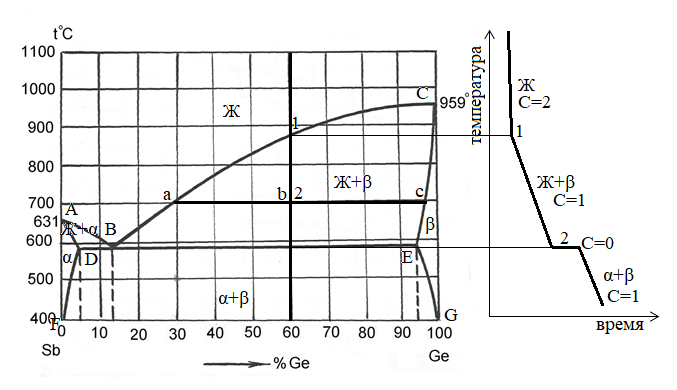 t°C
1100
1000
900
800
700
631
600
500
400
0
10
20
30
40
50
60
70
80
90
100
Sb
Ge
% Ge
Ж
1
C
959°
a
b
2
c
Ж+β
A
Ж+α
B
β
α
D
E
α+β
F
G
температура
Ж
C=2
1
Ж+β
C=1
2
C=0
α+β
C=1
время